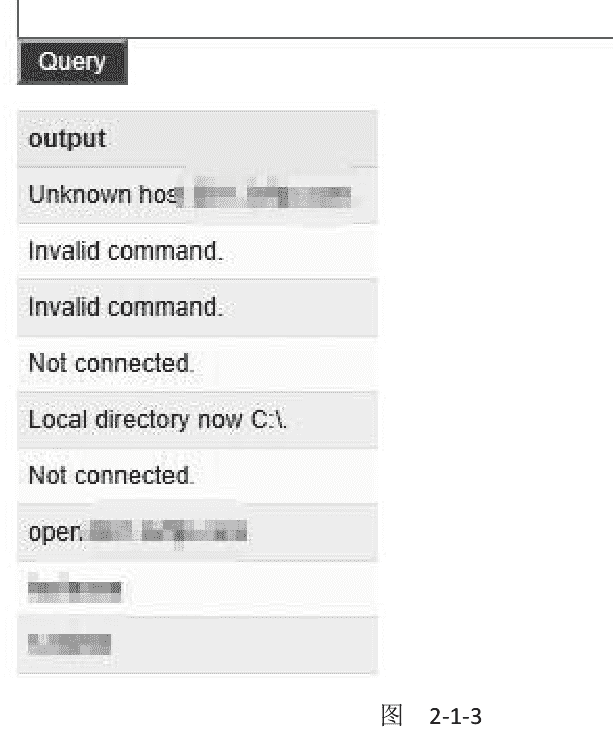 Query
output
Unknown host
Invalid command.
Invalid command.
Not connected.
Local directory now C:\.
Not connected.
open
图 2-1-3